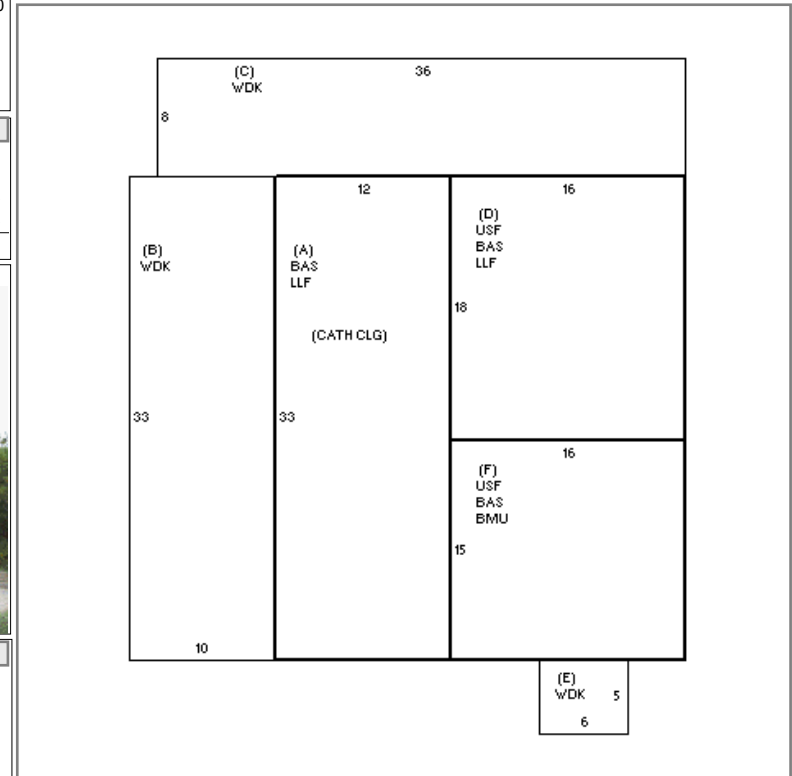 (C)
WDK
36
8
12
16
(D)
USF
BAS
LLF
(B)
WDK
(A)
BAS
LLF
18
(CATH CLG)
33
33
16
(F)
USF
BAS
BMU
15
10
(E)
WDK
5
6